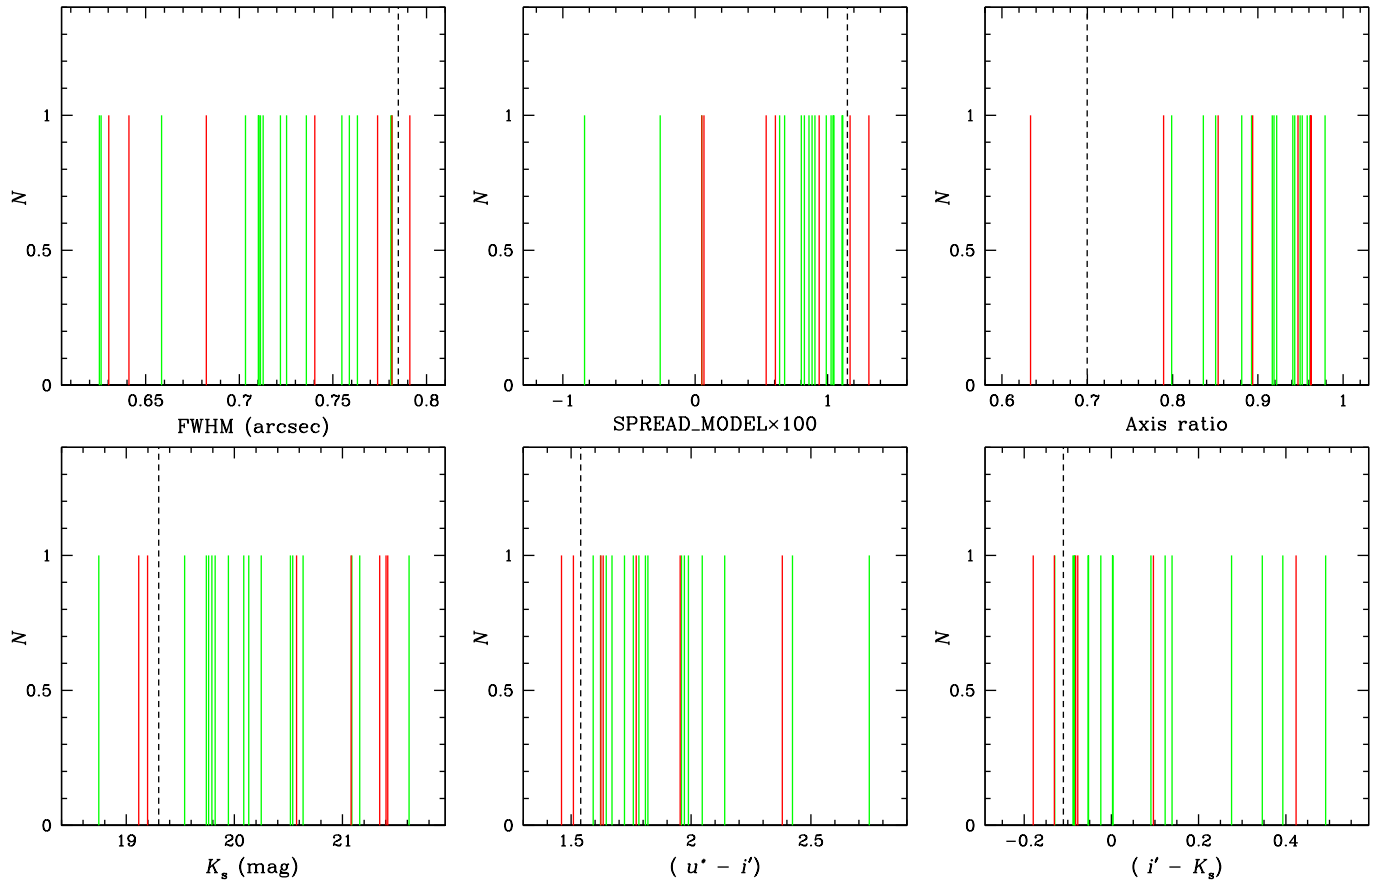 1
0.5
0
N
0.65 0.7 0.75 0.8
FWHM (arcsec)
1
0.5
0
N
−1 0 1
SPREAD_MODEL×100
1
0.5
0
N
0.6 0.7 0.8 0.9 1
Axis ratio
1
0.5
0
N
19 20 21
Ks (mag)
1
0.5
0
N
1.5 2 2.5
( u* − i′)
1
0.5
0
N
−0.2 0 0.2 0.4
( i′ − Ks)